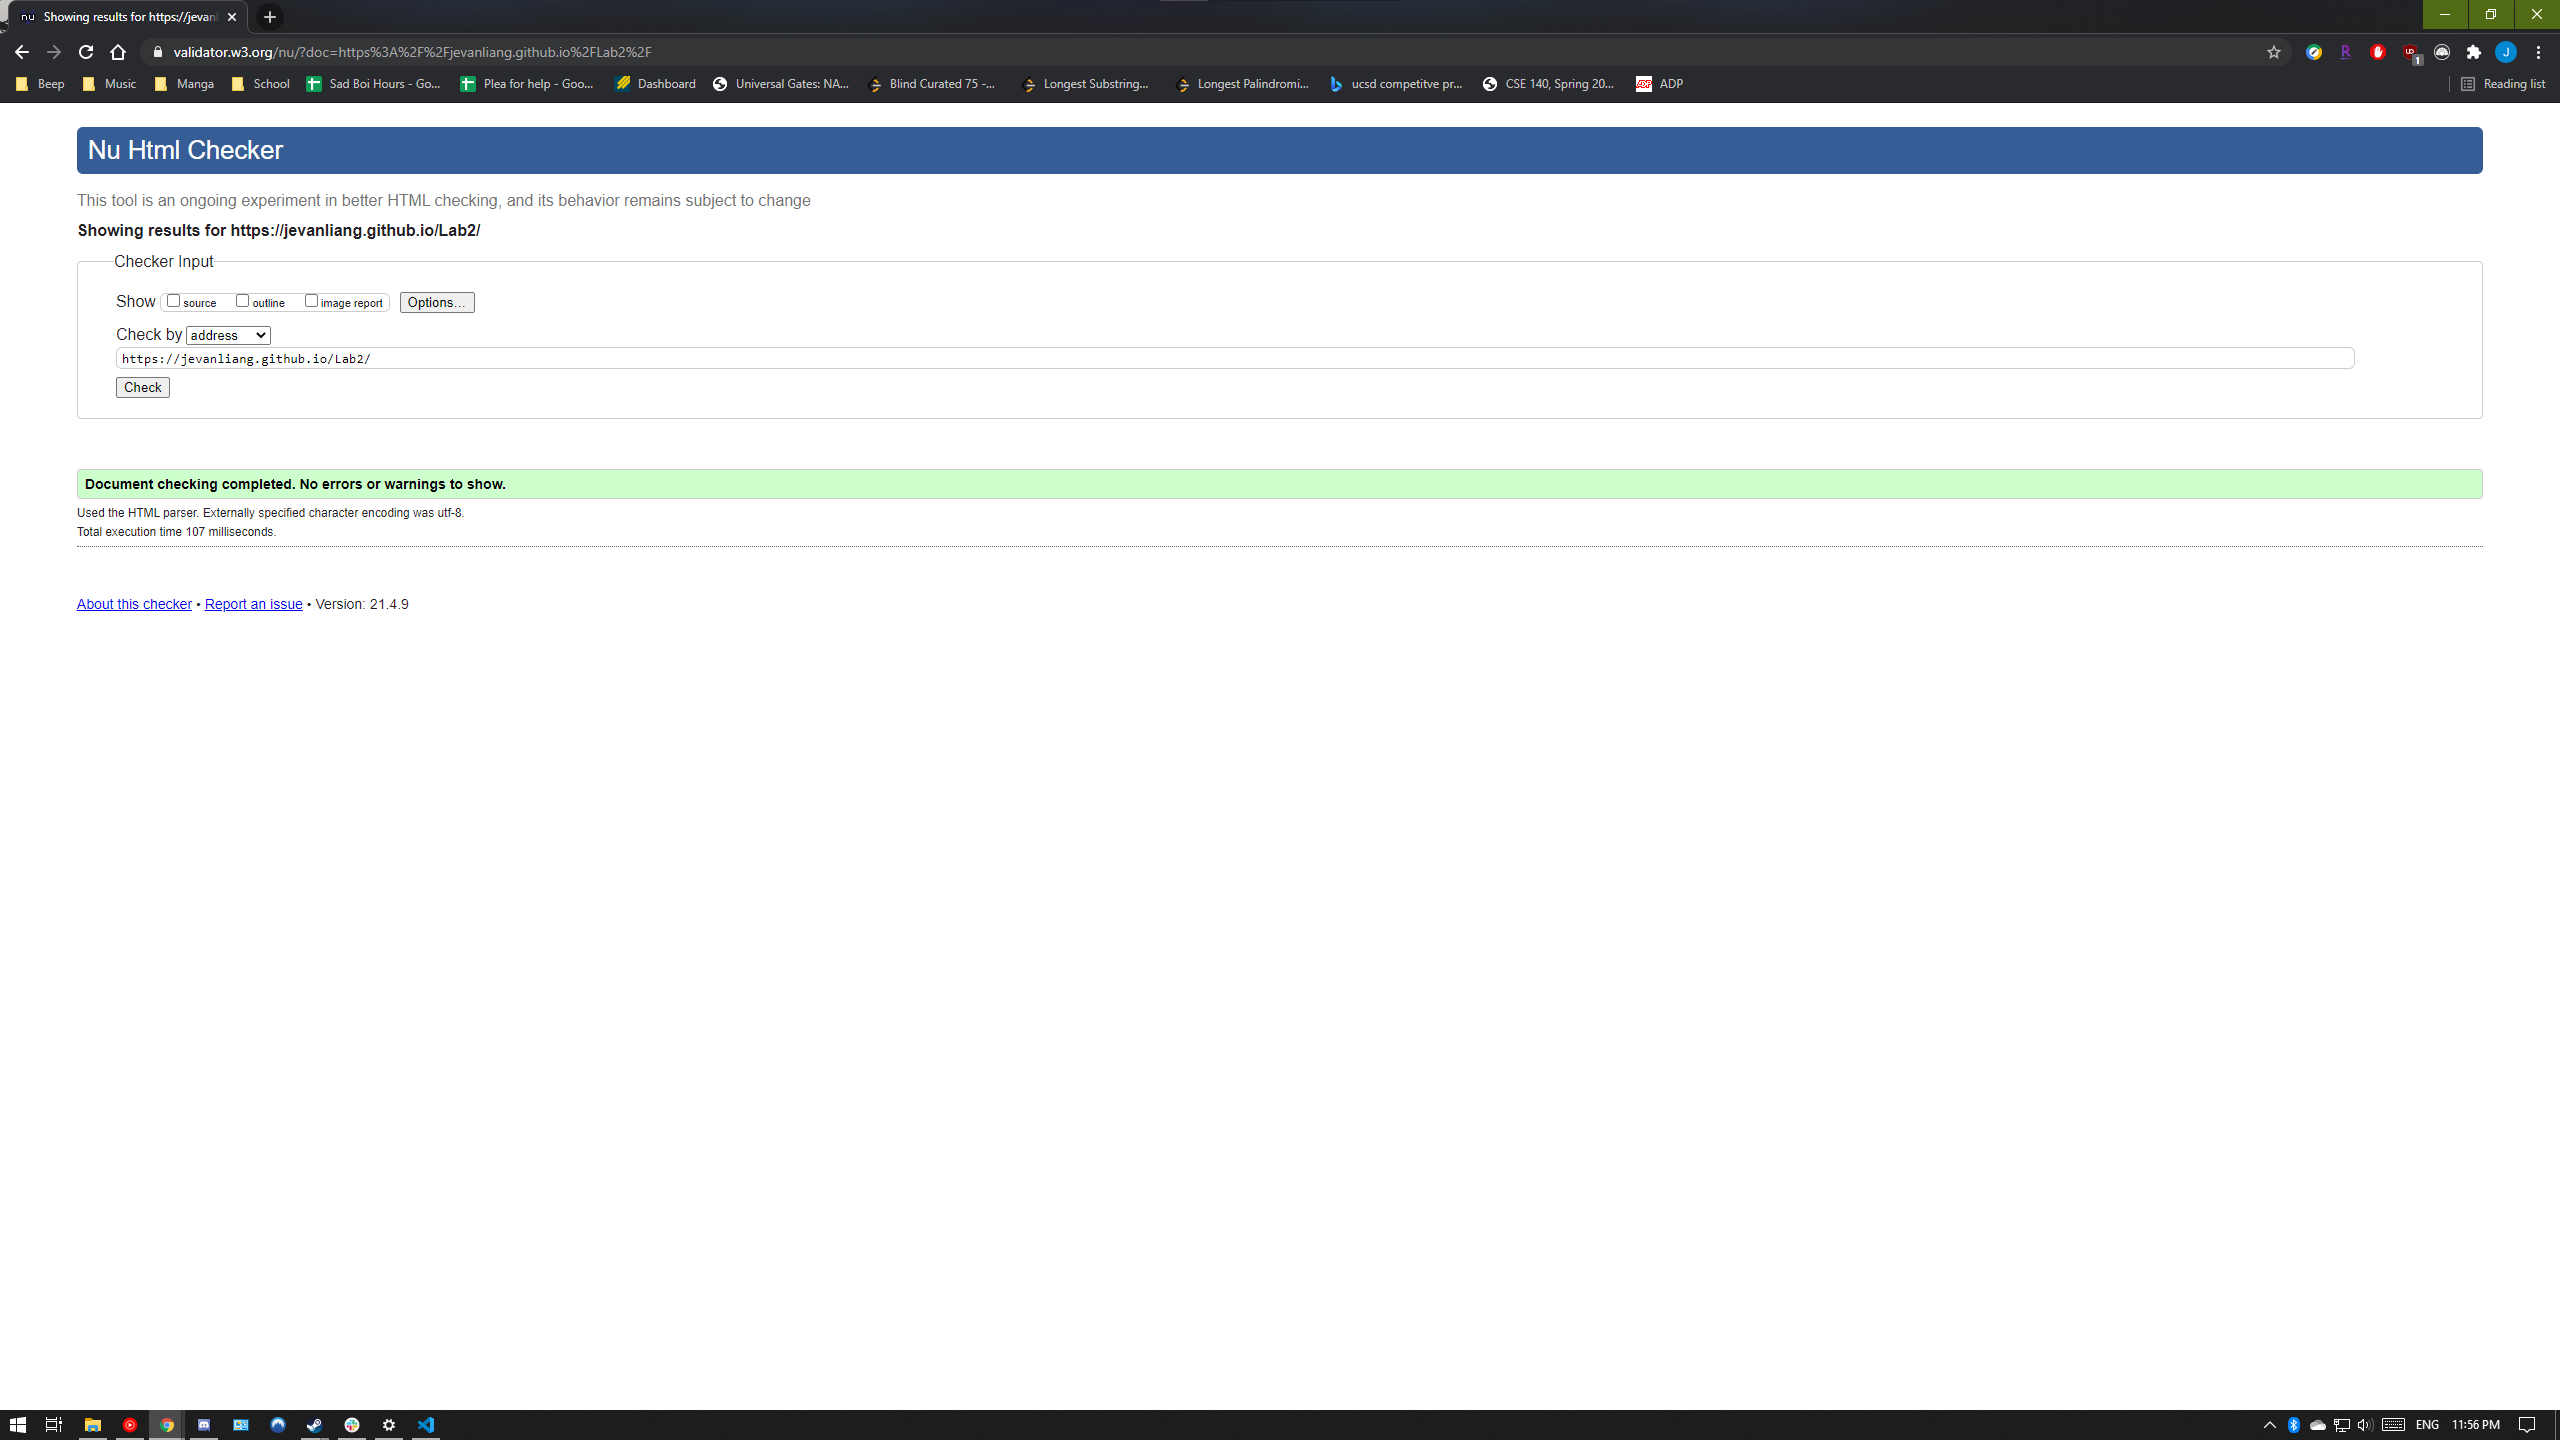 nu Showing results for https://jevanl
validator.w3.org/nu/?doc=https%3A%2F%2Fjevanliang.github.io%2FLab2%2F
J
1
Beep Music Manga School Sad Boi Hours - Go... Plea for help - Goo... Dashboard Universal Gates: NA... Blind Curated 75 -... Longest Substring... Longest Palindromi... ucsd competitve pr... CSE 140, Spring 20... ADP Reading list
Nu Html Checker
This tool is an ongoing experiment in better HTML checking, and its behavior remains subject to change
Showing results for https://jevanliang.github.io/Lab2/
Checker Input
Show source outline image report Options...
Check by address
https://jevanliang.github.io/Lab2/
Check
Document checking completed. No errors or warnings to show.
Used the HTML parser. Externally specified character encoding was utf-8.
Total execution time 107 milliseconds.
About this checker • Report an issue • Version: 21.4.9
ENG 11:56 PM